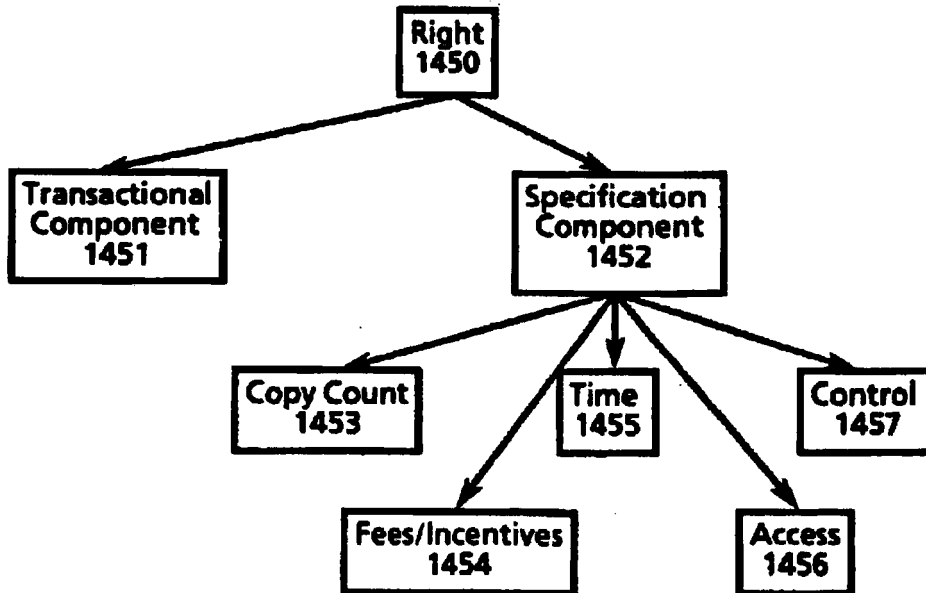 Right
1450
Transactional
Component
1451
Specification
Component
1452
Copy Count
1453
Time
1455
Control
1457
Fees/Incentives
1454
Access
1456